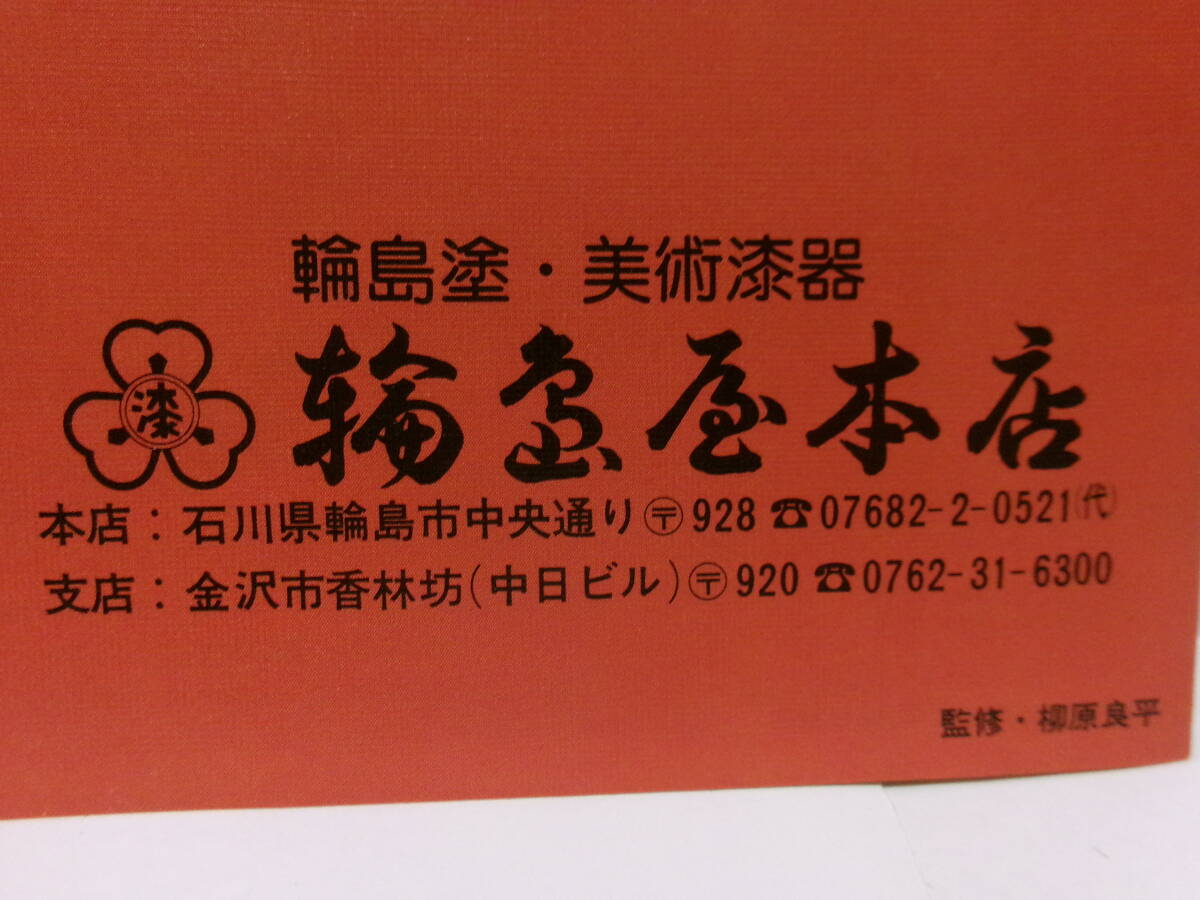 輪島塗・美術漆器
漆
輪島屋本店
本店：石川県輪島市中央通り〒928 ☎07682-2-0521(代)
支店：金沢市香林坊(中日ビル)〒920 ☎0762-31-6300
監修・柳原良平